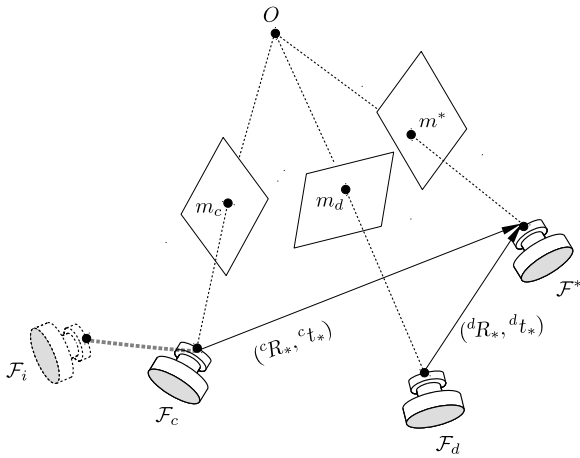 O
m*
m_c
m_d
F*
(^cR_*, ^ct_*)
(^dR_*, ^dt_*)
F_i
F_c
F_d